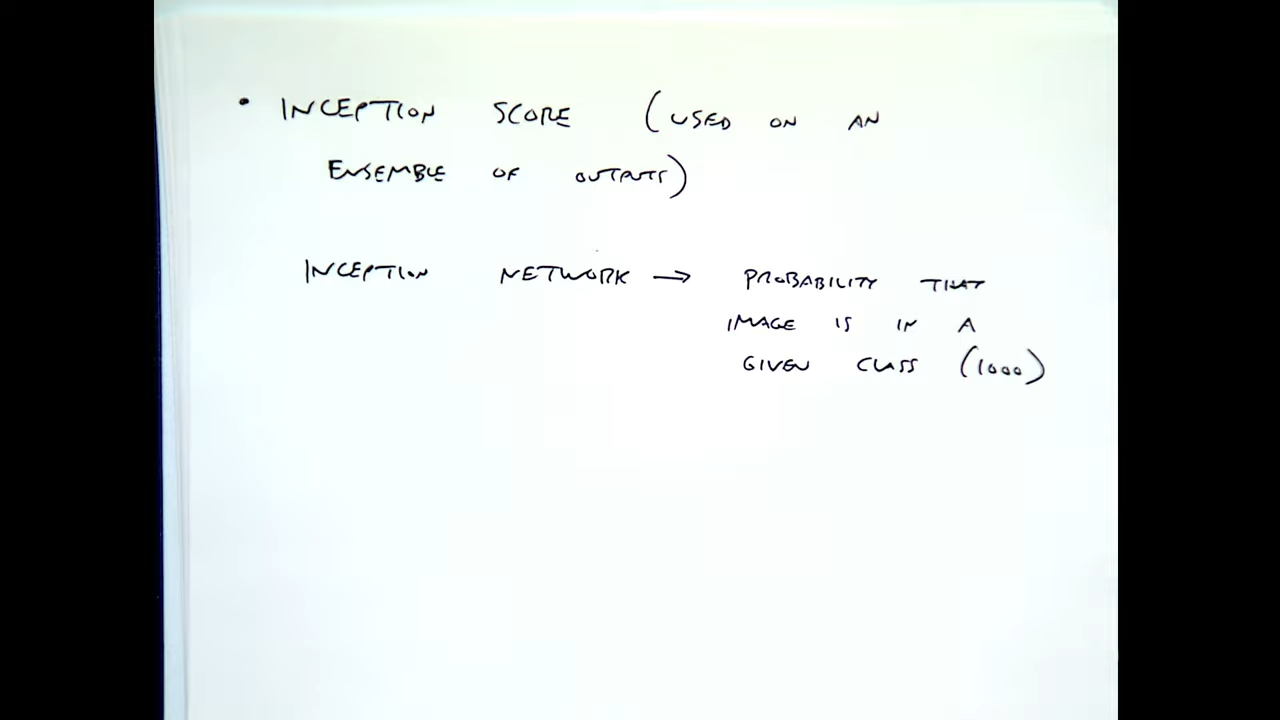 • INCEPTION SCORE (USED ON AN
ENSEMBLE OF OUTPUTS)
INCEPTION NETWORK → PROBABILITY THAT
IMAGE IS IN A
GIVEN CLASS (1000)